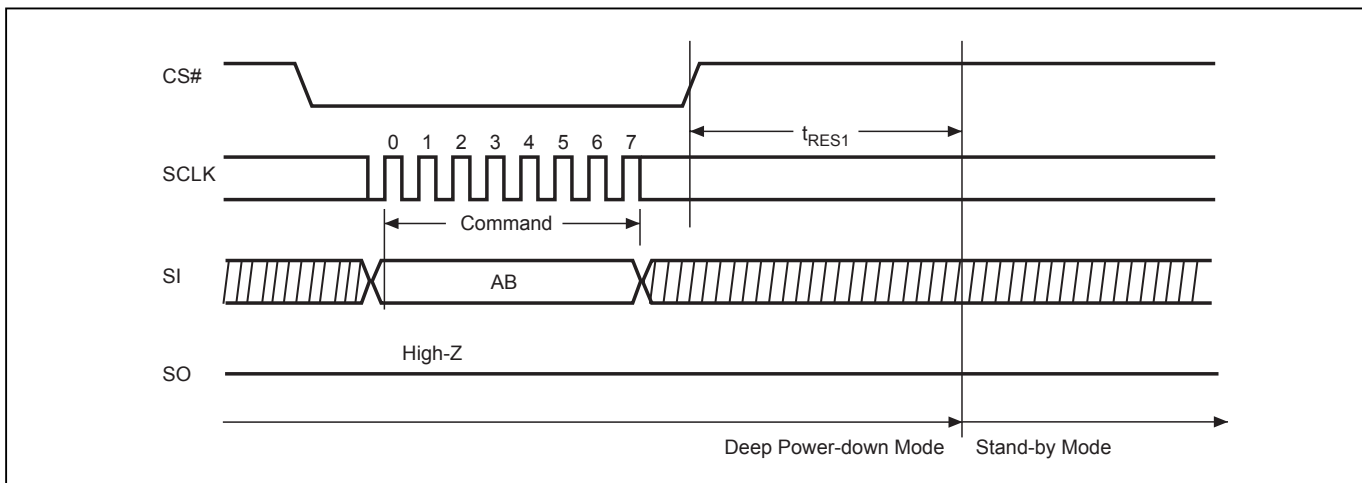 CS#
tRES1
0 1 2 3 4 5 6 7
SCLK
Command
SI
AB
High-Z
SO
Deep Power-down Mode Stand-by Mode